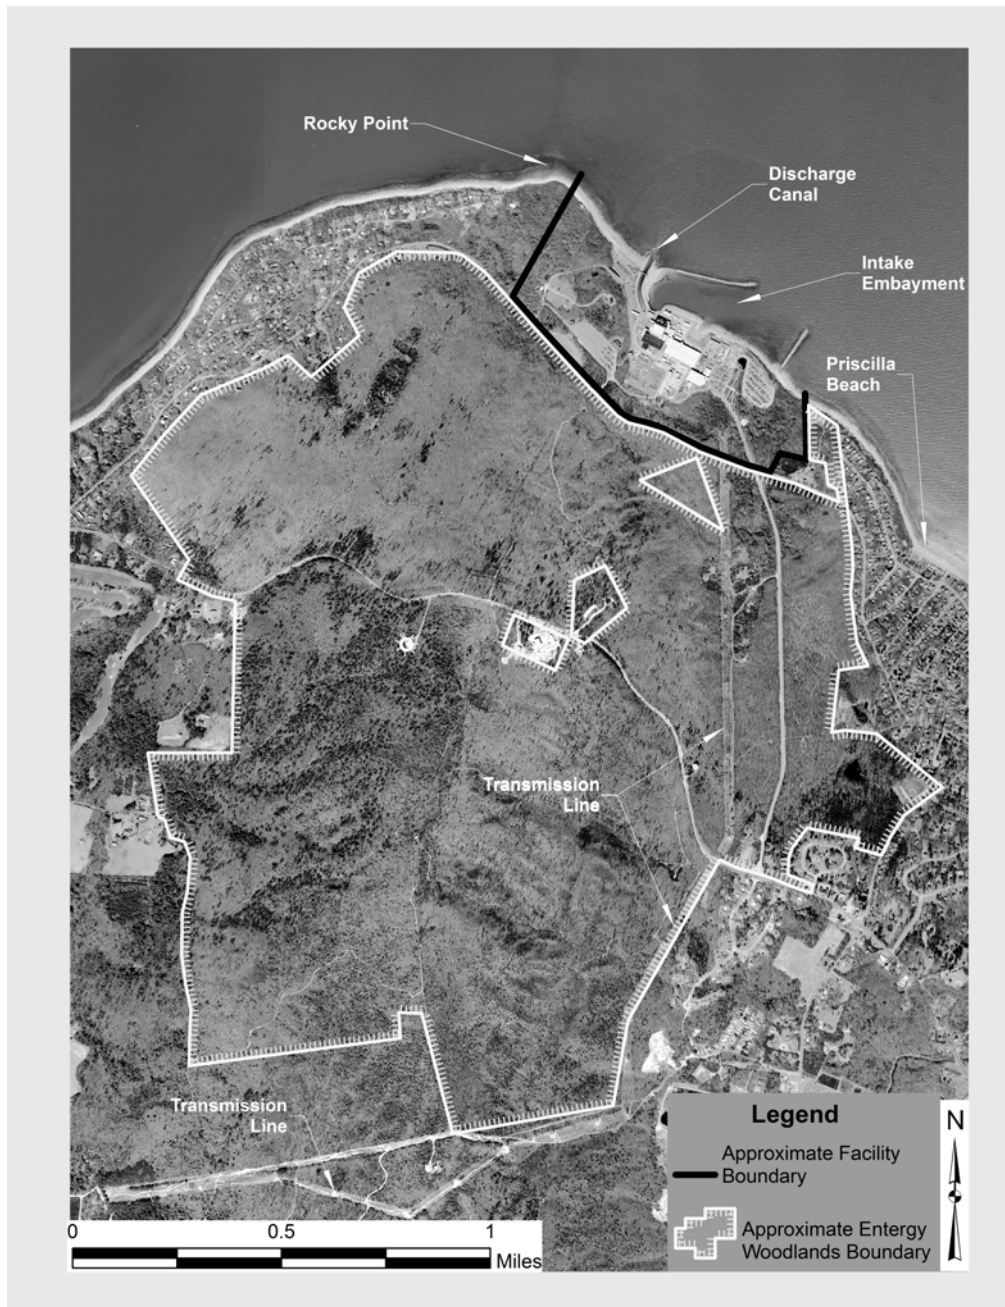 Rocky Point
Discharge
Canal
Intake
Embayment
Priscilla
Beach
Transmission
Line
Transmission
Line
Legend
Approximate Facility
Boundary
Approximate Entergy
Woodlands Boundary
N
0 0.5 1
Miles